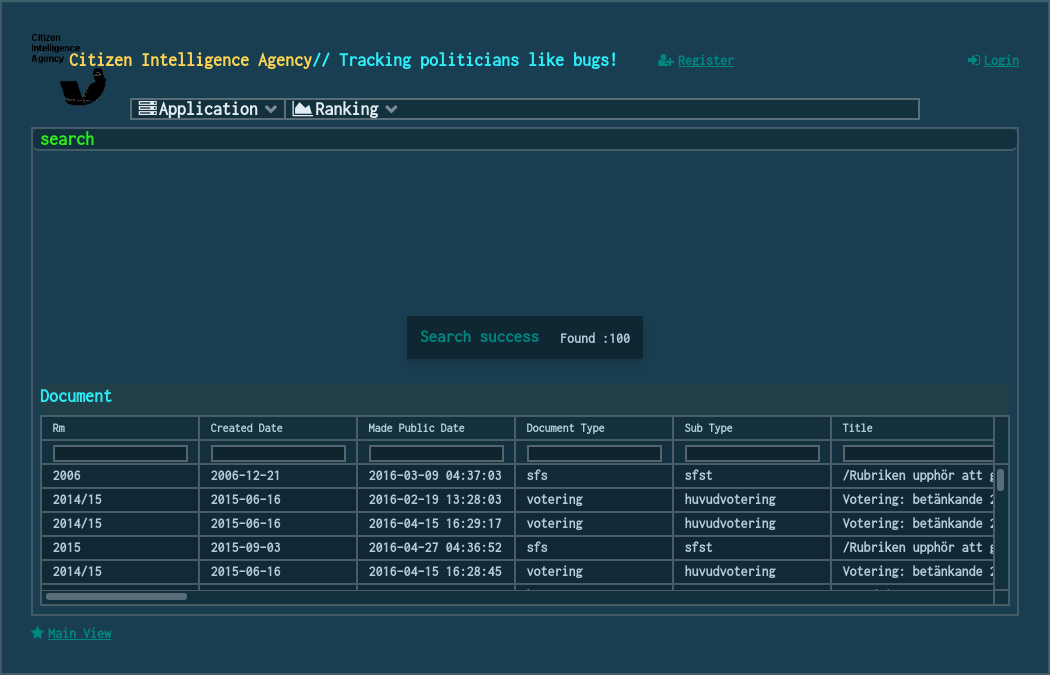 Citizen
Intelligence
Agency
Citizen Intelligence Agency// Tracking politicians like bugs!
Register
Login
Application
Ranking
search
Search success Found :100
Document
Rm Created Date Made Public Date Document Type Sub Type Title
2006 2006-12-21 2016-03-09 04:37:03 sfs sfst /Rubriken upphör att
2014/15 2015-06-16 2016-02-19 13:28:03 votering huvudvotering Votering: betänkande
2014/15 2015-06-16 2016-04-15 16:29:17 votering huvudvotering Votering: betänkande
2015 2015-09-03 2016-04-27 04:36:52 sfs sfst /Rubriken upphör att
2014/15 2015-06-16 2016-04-15 16:28:45 votering huvudvotering Votering: betänkande
Main View